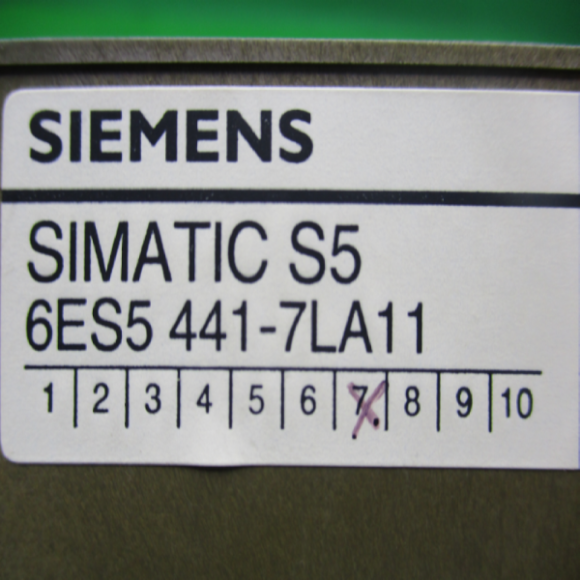 SIEMENS
SIMATIC S5
6ES5 441-7LA11
1 2 3 4 5 6 7 8 9 10